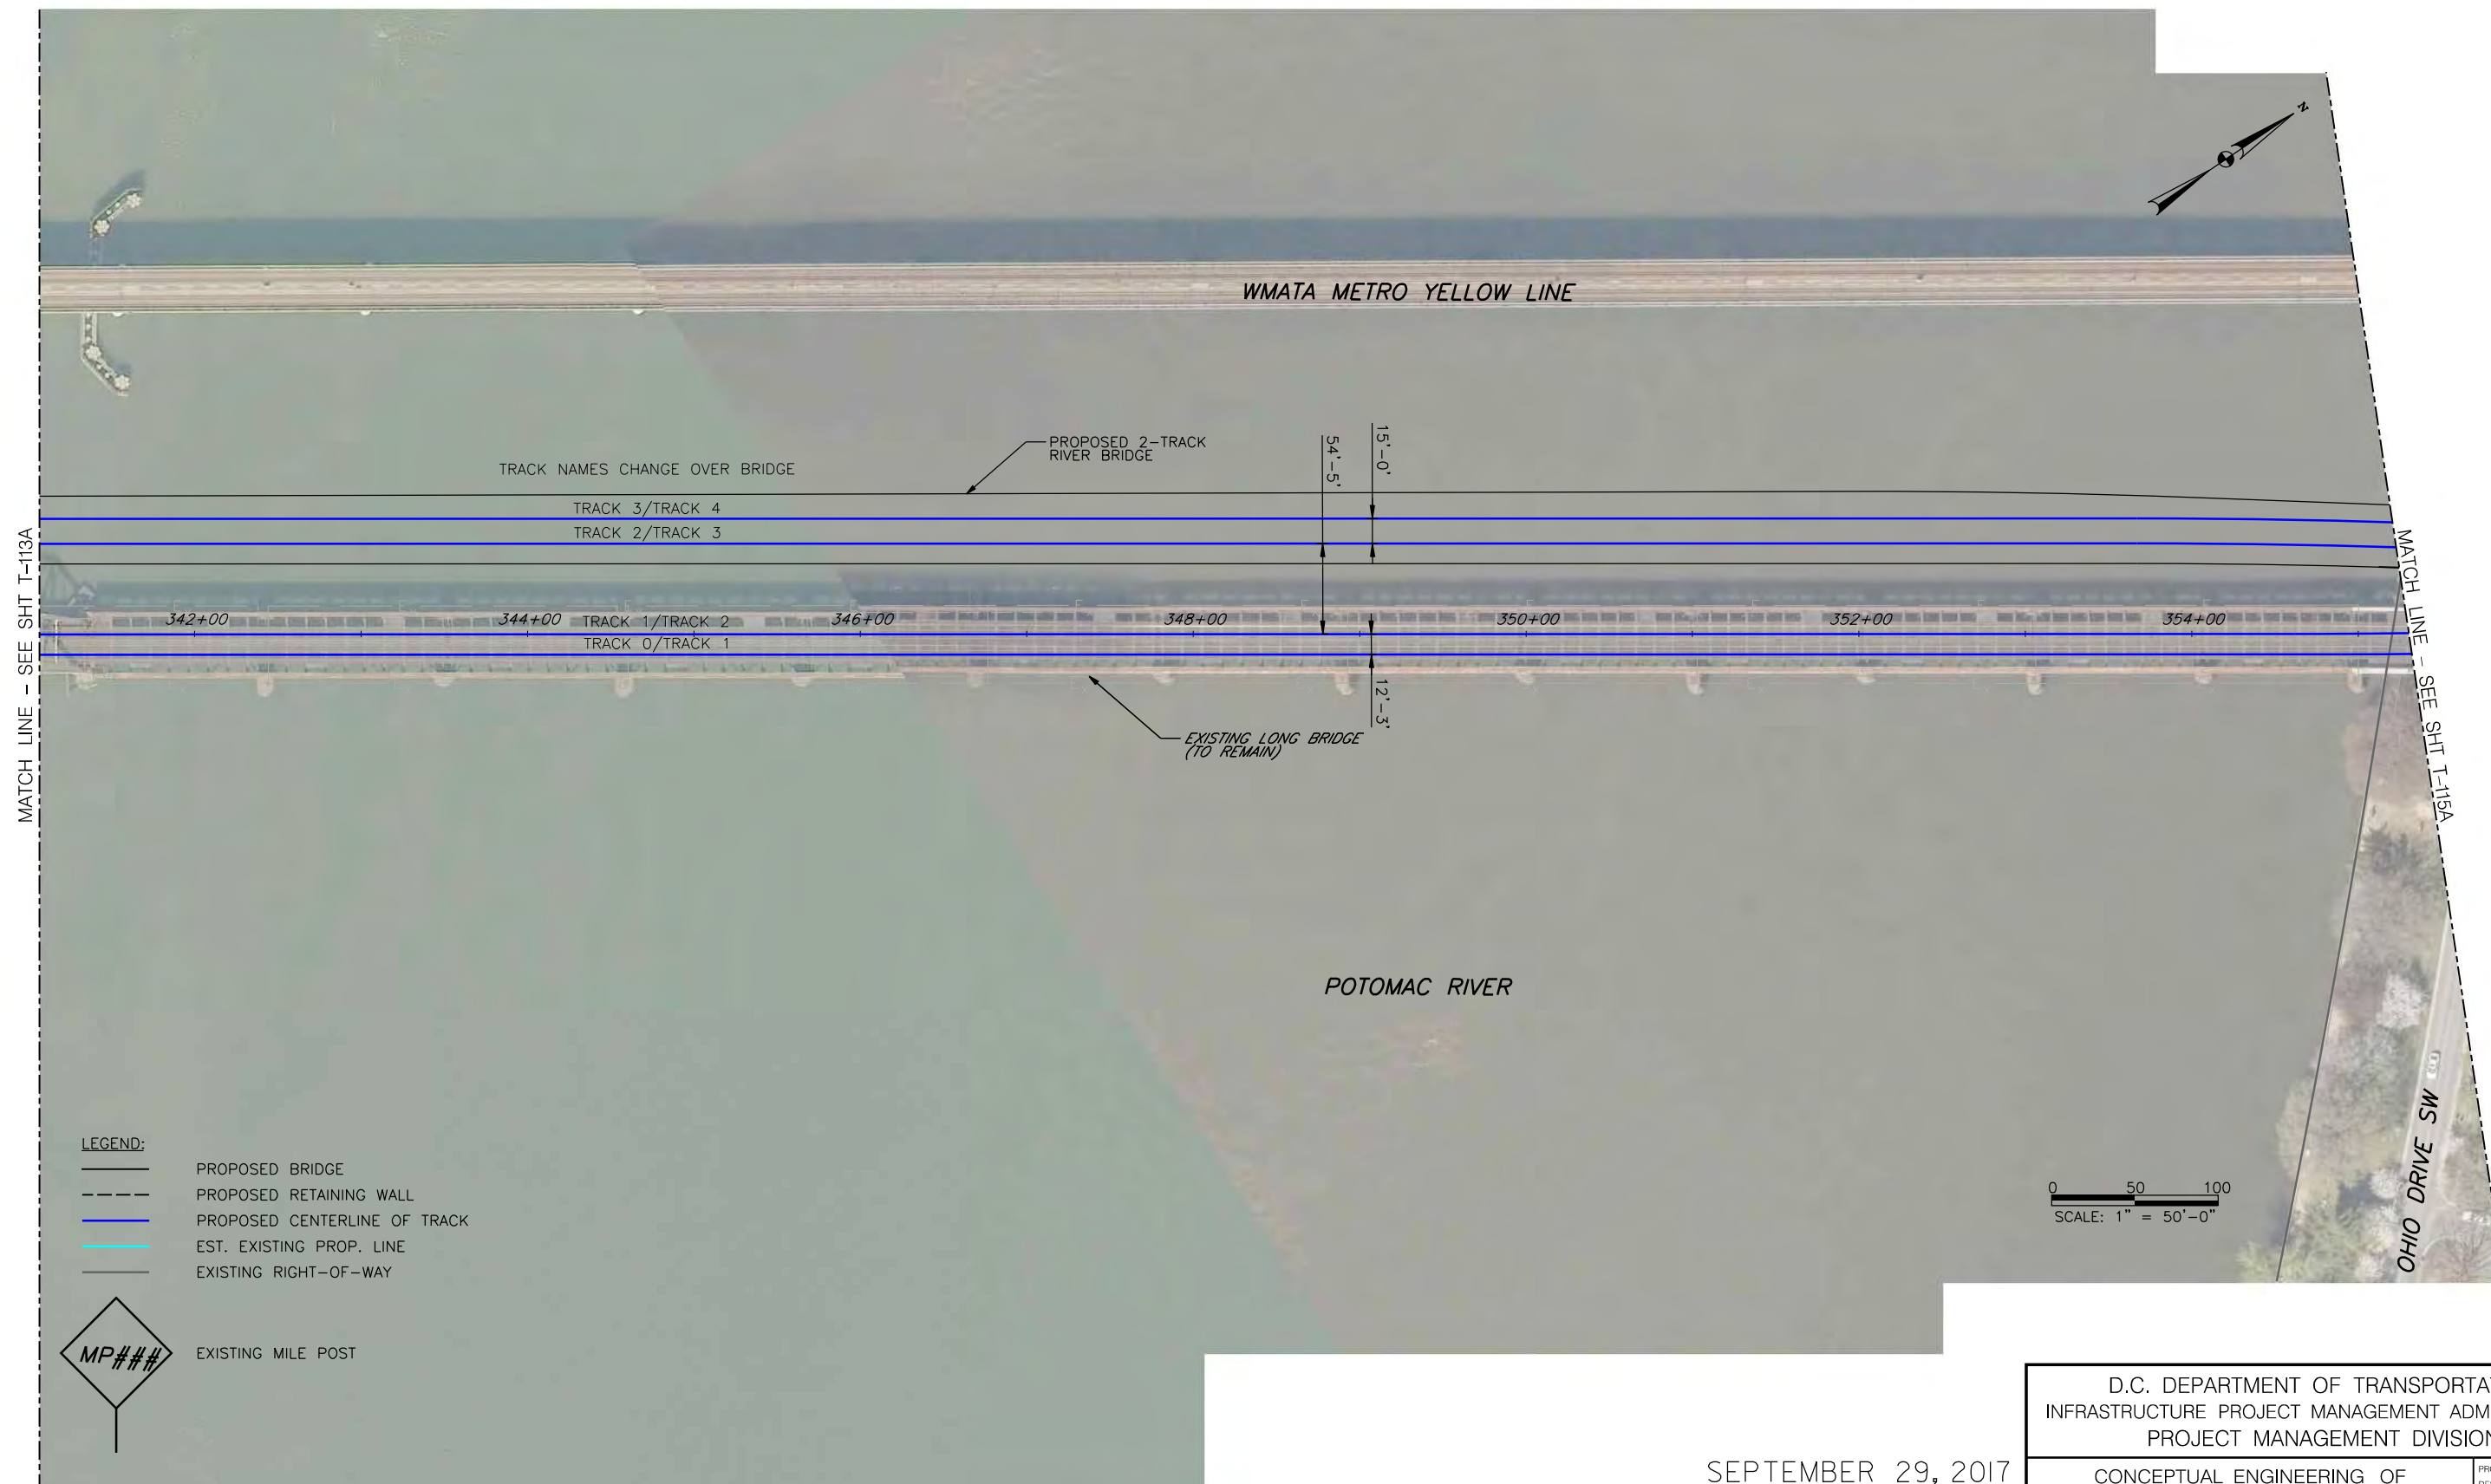 N
WMATA METRO YELLOW LINE
PROPOSED 2-TRACK
RIVER BRIDGE
TRACK NAMES CHANGE OVER BRIDGE
54'-5'
15'-0'
TRACK 3/TRACK 4
TRACK 2/TRACK 3
MATCH LINE - SEE SHT T-113A
MATCH LINE - SEE SHT T-115A
342+00
344+00
TRACK 1/TRACK 2
346+00
348+00
350+00
352+00
354+00
TRACK 0/TRACK 1
12'-3'
EXISTING LONG BRIDGE
(TO REMAIN)
POTOMAC RIVER
OHIO DRIVE SW
LEGEND:
PROPOSED BRIDGE
PROPOSED RETAINING WALL
PROPOSED CENTERLINE OF TRACK
EST. EXISTING PROP. LINE
EXISTING RIGHT-OF-WAY
MP###
EXISTING MILE POST
0 50 100
SCALE: 1" = 50'-0"
SEPTEMBER 29, 2017
D.C. DEPARTMENT OF
INFRASTRUCTURE PROJECT MANAGEMENT
PROJECT MANAGEMENT
CONCEPTUAL ENGINEERING OF